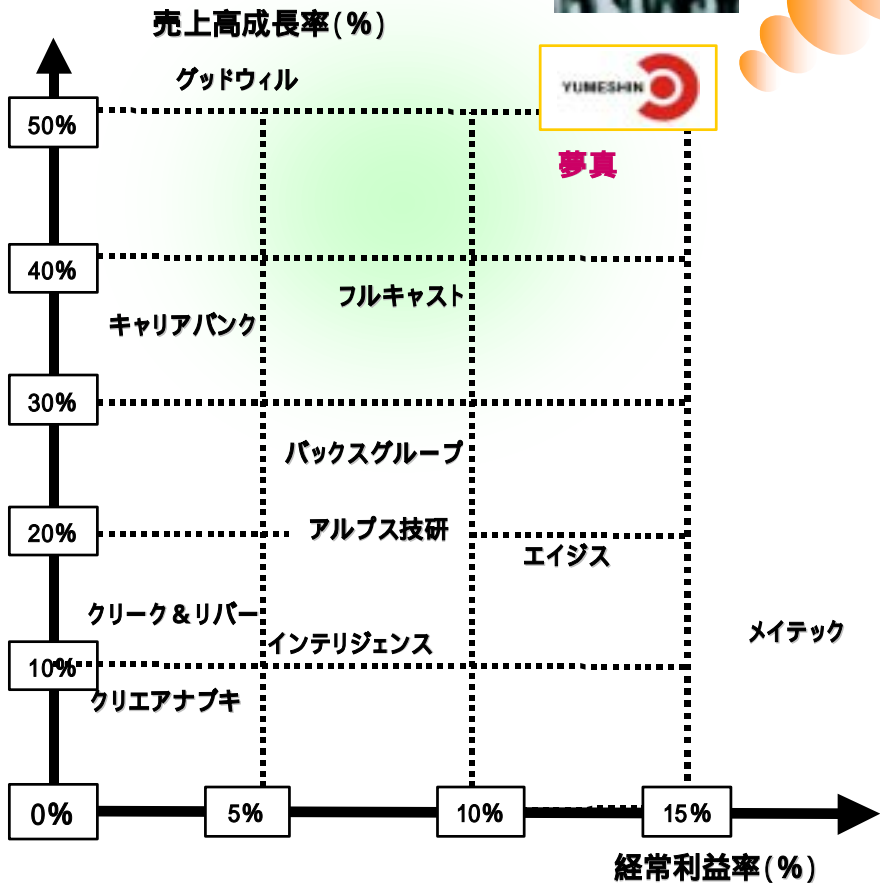 売上高成長率(%)
グッドウィル
YUMESHIN
50%
夢真
40%
フルキャスト
キャリアバンク
30%
バックスグループ
20%
アルプス技研
エイジス
クリーク&リバー
メイテック
インテリジェンス
10%
クリエアナブキ
0%
5%
10%
15%
経常利益率(%)